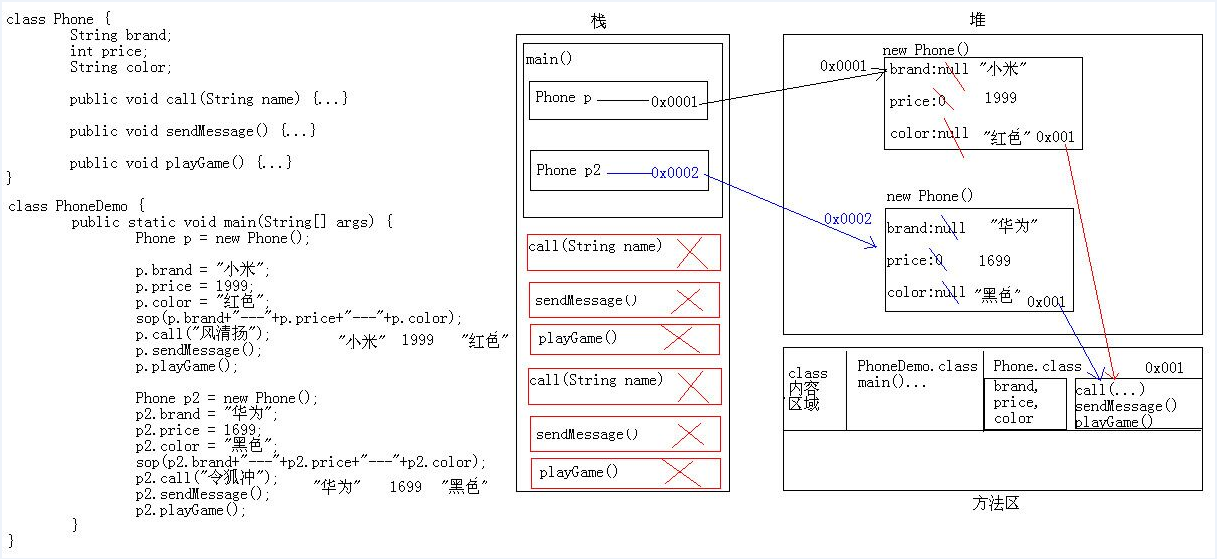 class Phone {
String brand;
int price;
String color;
public void call(String name) {...}
public void sendMessage() {...}
public void playGame() {...}
}
class PhoneDemo {
public static void main(String[] args) {
Phone p = new Phone();
p.brand = "小米";
p.price = 1999;
p.color = "红色";
sop(p.brand+"---"+p.price+"---"+p.color);
p.call("风清扬");
"小米" 1999 "红色"
p.sendMessage();
p.playGame();
Phone p2 = new Phone();
p2.brand = "华为";
p2.price = 1699;
p2.color = "黑色";
sop(p2.brand+"---"+p2.price+"---"+p2.color);
p2.call("令狐冲");
"华为" 1699 "黑色"
p2.sendMessage();
p2.playGame();
}
}
栈
main()
Phone p 0x0001
Phone p2 0x0002
call(String name)
sendMessage()
playGame()
call(String name)
sendMessage()
playGame()
堆
new Phone()
0x0001
brand:null "小米"
price:0 1999
color:null "红色" 0x001
new Phone()
0x0002
brand:null "华为"
price:0 1699
color:null "黑色" 0x001
class
内容
区域
PhoneDemo.class
main()...
Phone.class
0x001
brand,
price,
color
call(...)
sendMessage()
playGame()
方法区